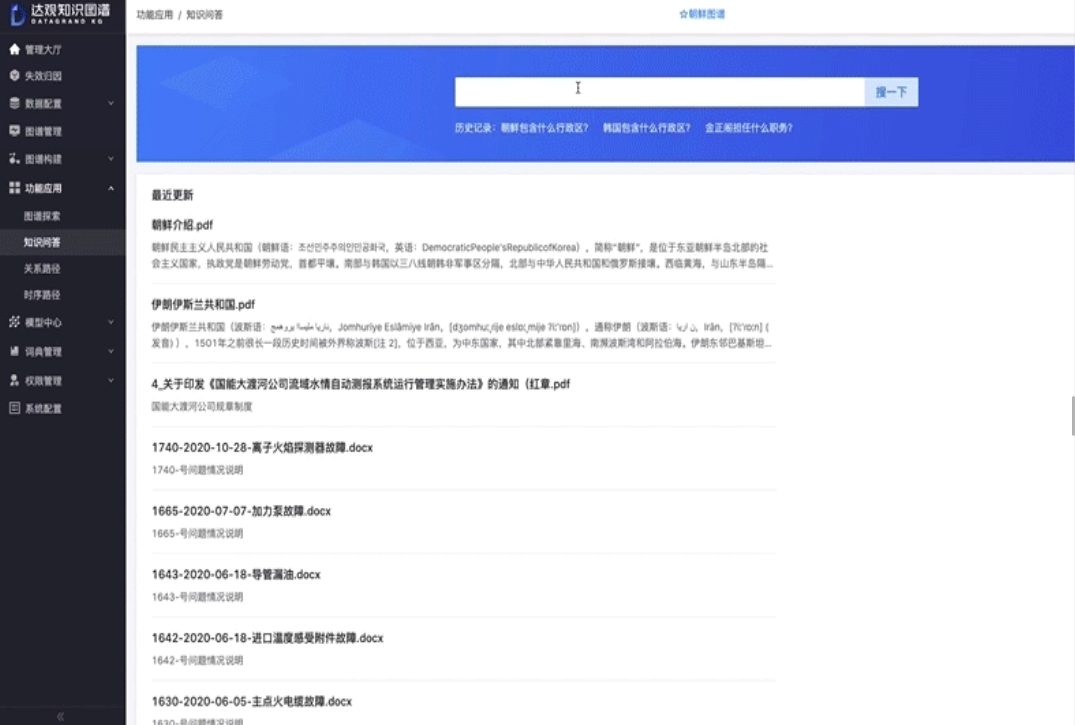 达观知识图谱
DATAGRAND KG
功能应用 / 知识问答
☆朝鲜图谱
管理大厅
失效归因
数据配置
图谱管理
图谱构建
功能应用
图谱探索
知识问答
关系路径
时序路径
模型中心
词典管理
权限管理
系统配置
搜一下
历史记录: 朝鲜包含什么行政区? 韩国包含什么行政区? 金正阁担任什么职务?
最近更新
朝鲜介绍.pdf
朝鲜民主主义人民共和国（朝鲜语：조선민주주의인민공화국，英语：DemocraticPeople'sRepublicofKorea），简称"朝鲜"，是位于东亚朝鲜半岛北部的社
会主义国家，执政党是朝鲜劳动党，首都平壤。南部与韩国以三八线朝韩非军事区分隔，北部与中华人民共和国和俄罗斯接壤。西临黄海，与山东半岛隔...
伊朗伊斯兰共和国.pdf
伊朗伊斯兰共和国（波斯语： Jomhuriye Eslāmiye Irān, 通称伊朗（波斯语： Irān,
发音) ），1501年之前很长一段历史时间被外界称波斯[注 2]，位于西亚，为中东国家，其中北部紧靠里海、南濒波斯湾和阿拉伯海。伊朗东邻巴基斯坦...
4_关于印发《国能大渡河公司流域水情自动测报系统运行管理实施办法》的通知（红章.pdf
国能大渡河公司规章制度
1740-2020-10-28-离子火焰探测器故障.docx
1740-号问题情况说明
1665-2020-07-07-加力泵故障.docx
1665-号问题情况说明
1643-2020-06-18-导管漏油.docx
1643-号问题情况说明
1642-2020-06-18-进口温度感受附件故障.docx
1642-号问题情况说明
1630-2020-06-05-主点火电缆故障.docx
1630-号问题情况说明